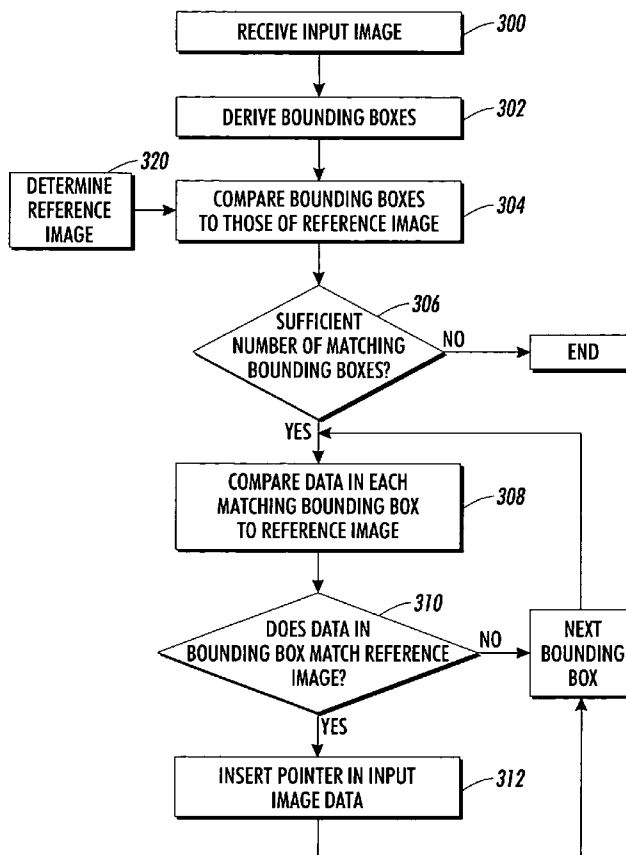 RECEIVE INPUT IMAGE
300
DERIVE BOUNDING BOXES
302
320
DETERMINE
REFERENCE
IMAGE
COMPARE BOUNDING BOXES
TO THOSE OF REFERENCE IMAGE
304
306
SUFFICIENT
NUMBER OF MATCHING
BOUNDING BOXES?
NO
END
YES
COMPARE DATA IN EACH
MATCHING BOUNDING BOX
TO REFERENCE IMAGE
308
310
DOES DATA IN
BOUNDING BOX MATCH REFERENCE
IMAGE?
NO
NEXT
BOUNDING
BOX
YES
INSERT POINTER IN INPUT
IMAGE DATA
312